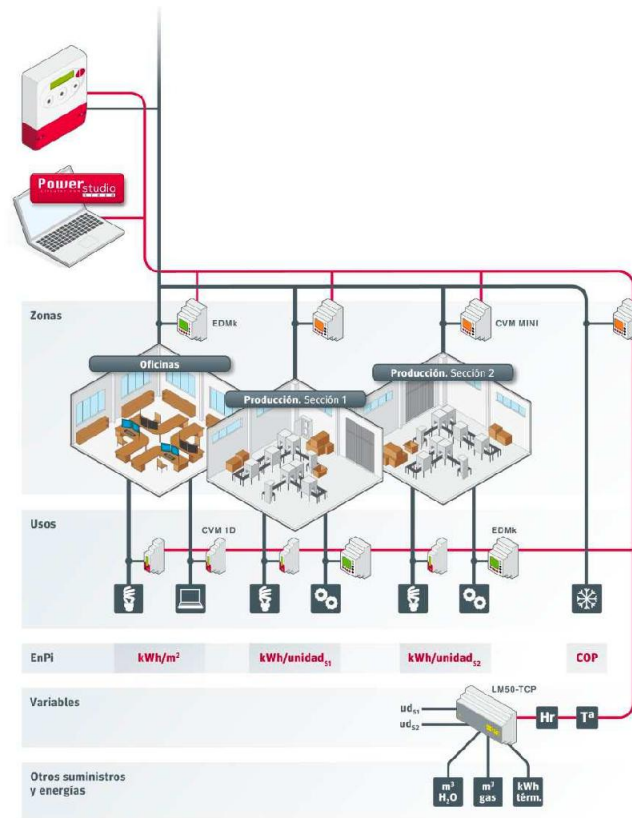 Power studio
Zonas
EDMk
CVM MINI
Oficinas
Producción. Sección 1
Producción. Sección 2
Usos
CVM 1D
EDMk
EnPi
kWh/m²
kWh/unidad S1
kWh/unidad S2
COP
Variables
LM50-TCP
ud S1
ud S2
Hr
Tª
Otros suministros
y energías
m³
H₂O
m³
gas
kWh
térm.